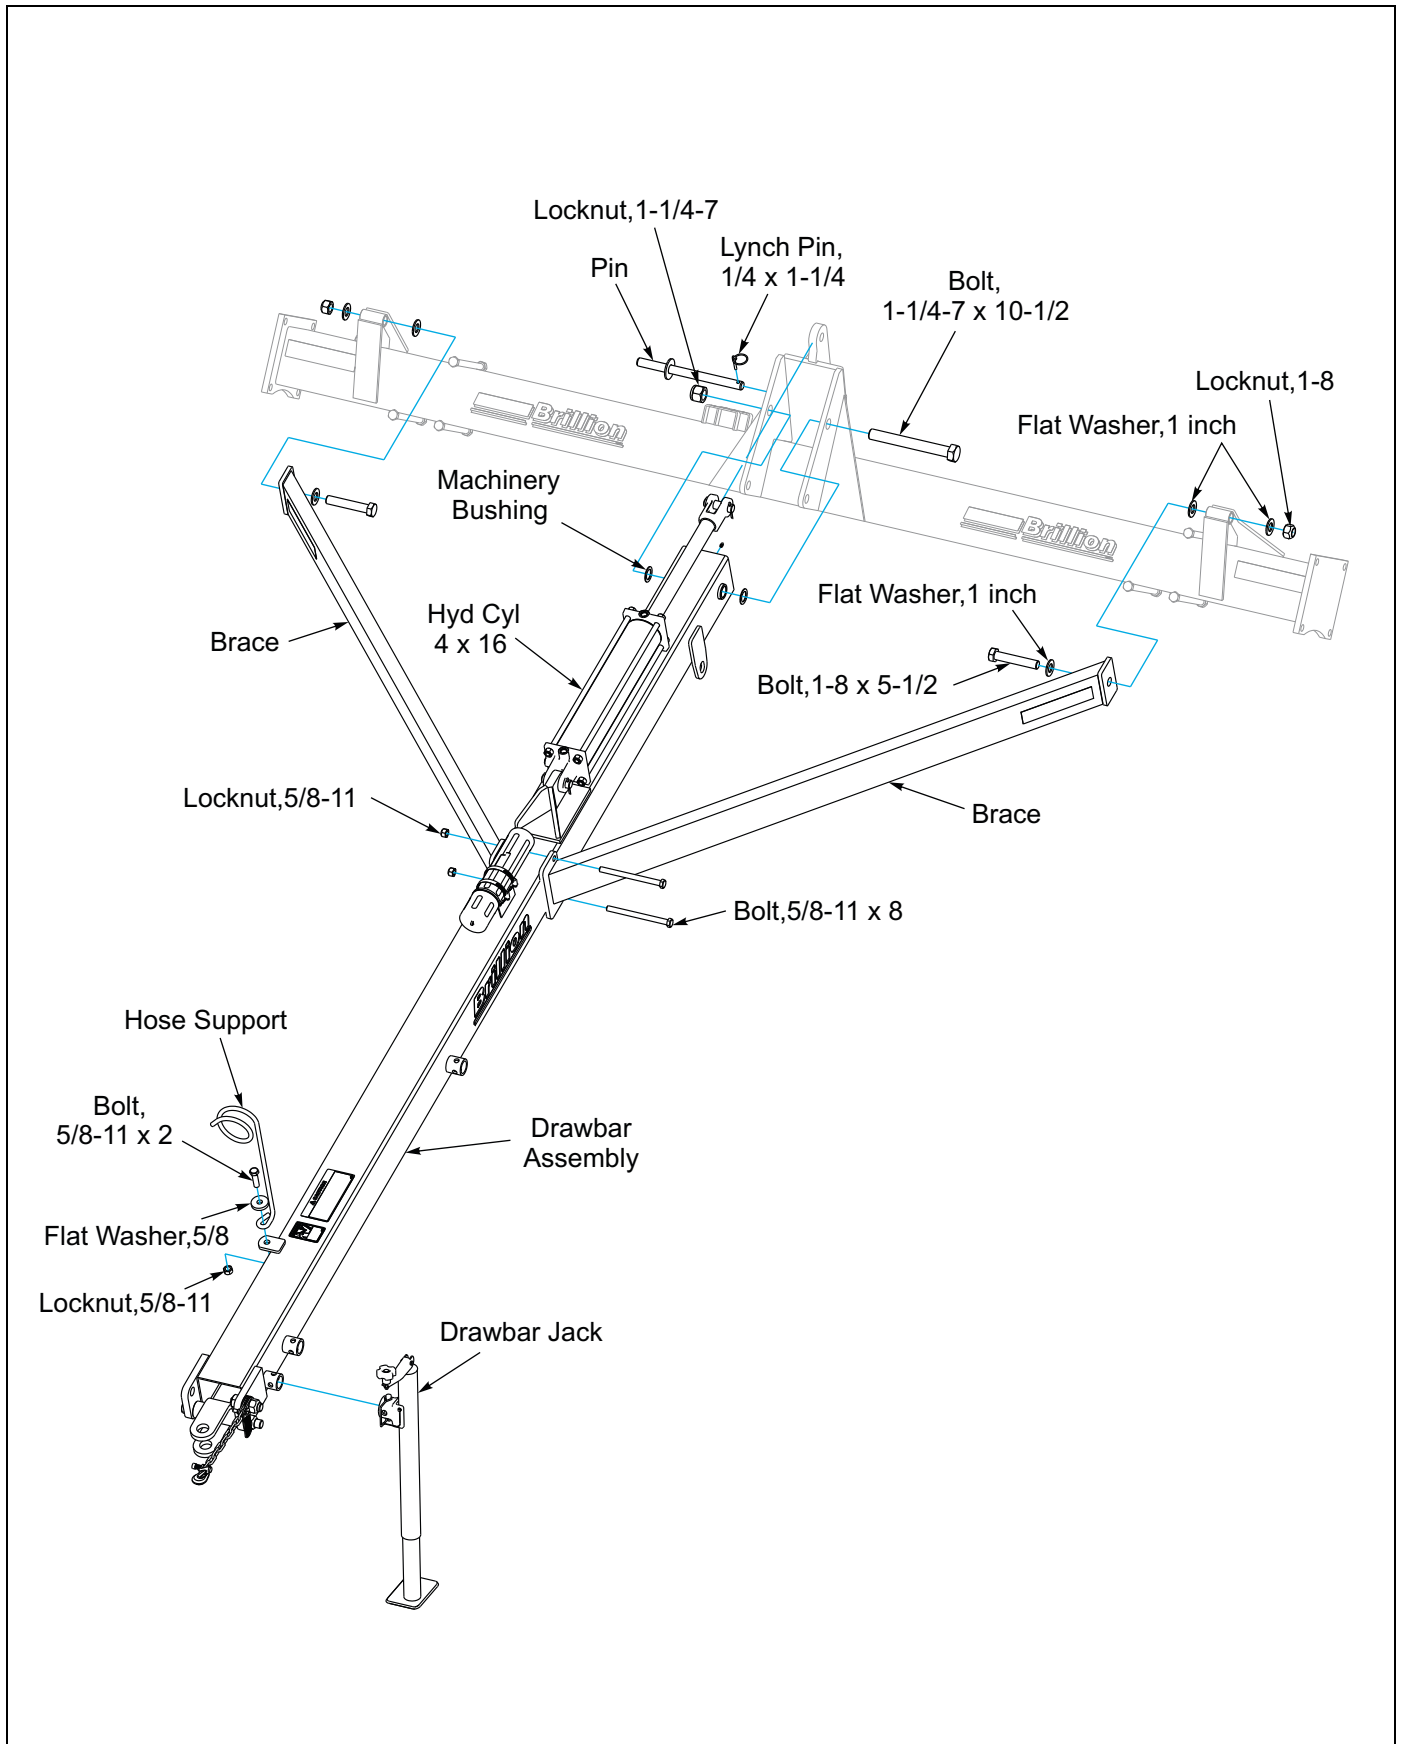 Locknut,1-1/4-7
Lynch Pin,
1/4 x 1-1/4
Pin
Bolt,
1-1/4-7 x 10-1/2
Locknut,1-8
Flat Washer,1 inch
Brillion
Machinery
Bushing
Brillion
Flat Washer,1 inch
Hyd Cyl
4 x 16
Brace
Bolt,1-8 x 5-1/2
Locknut,5/8-11
Brace
Bolt,5/8-11 x 8
Brillion
Hose Support
Bolt,
5/8-11 x 2
Drawbar
Assembly
Flat Washer,5/8
Locknut,5/8-11
Drawbar Jack